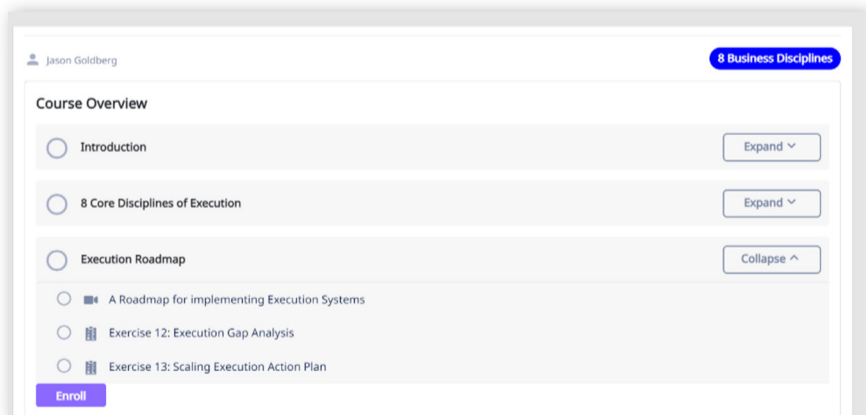 Jason Goldberg
8 Business Disciplines
Course Overview
Introduction
Expand
8 Core Disciplines of Execution
Expand
Execution Roadmap
Collapse
A Roadmap for implementing Execution Systems
Exercise 12: Execution Gap Analysis
Exercise 13: Scaling Execution Action Plan
Enroll